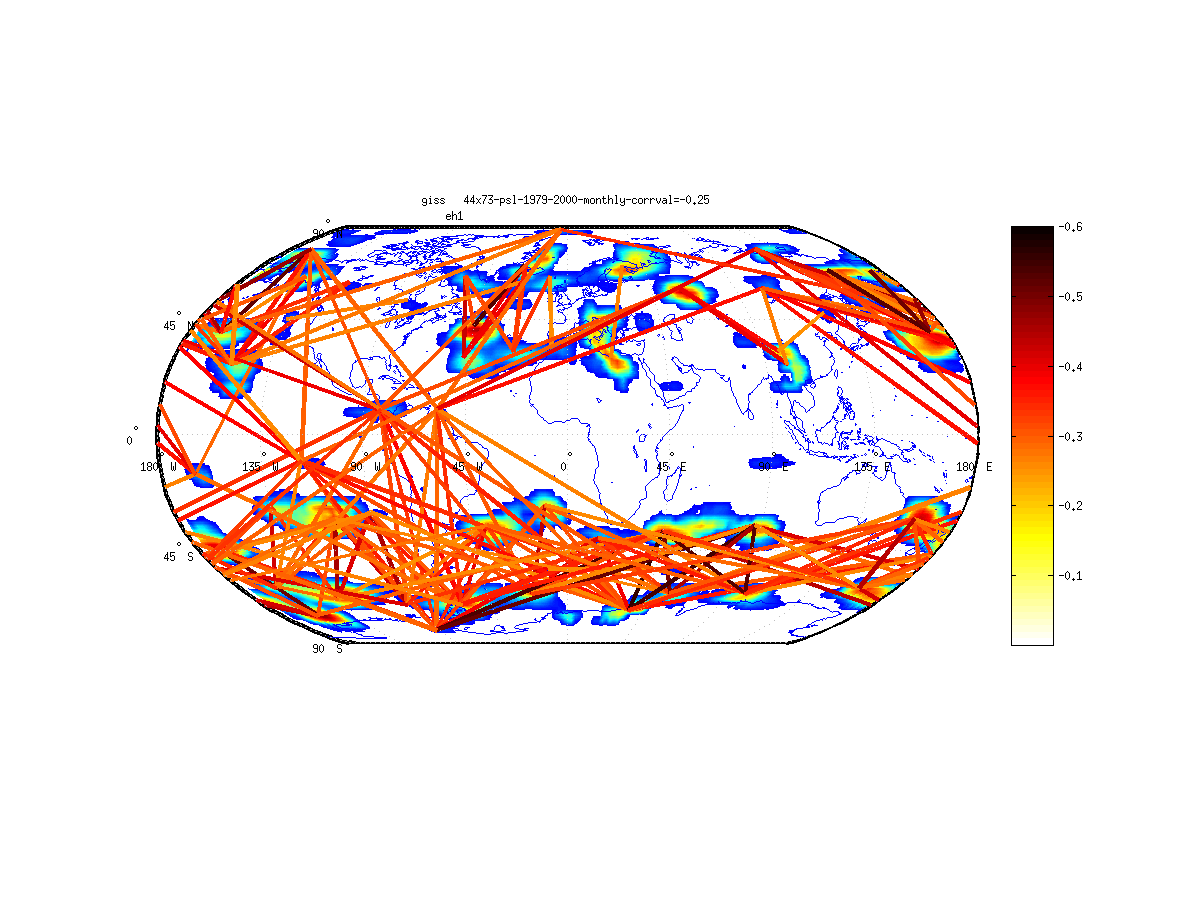 giss 44x73-psl-1979-2000-monthly-corrval=-0.25
eh1
-0.6
-0.5
-0.4
-0.3
-0.2
-0.1
45° N
0°
180° W
135° W
90° W
45° W
0°
45° E
90° E
135° E
180° E
45° S
90° S